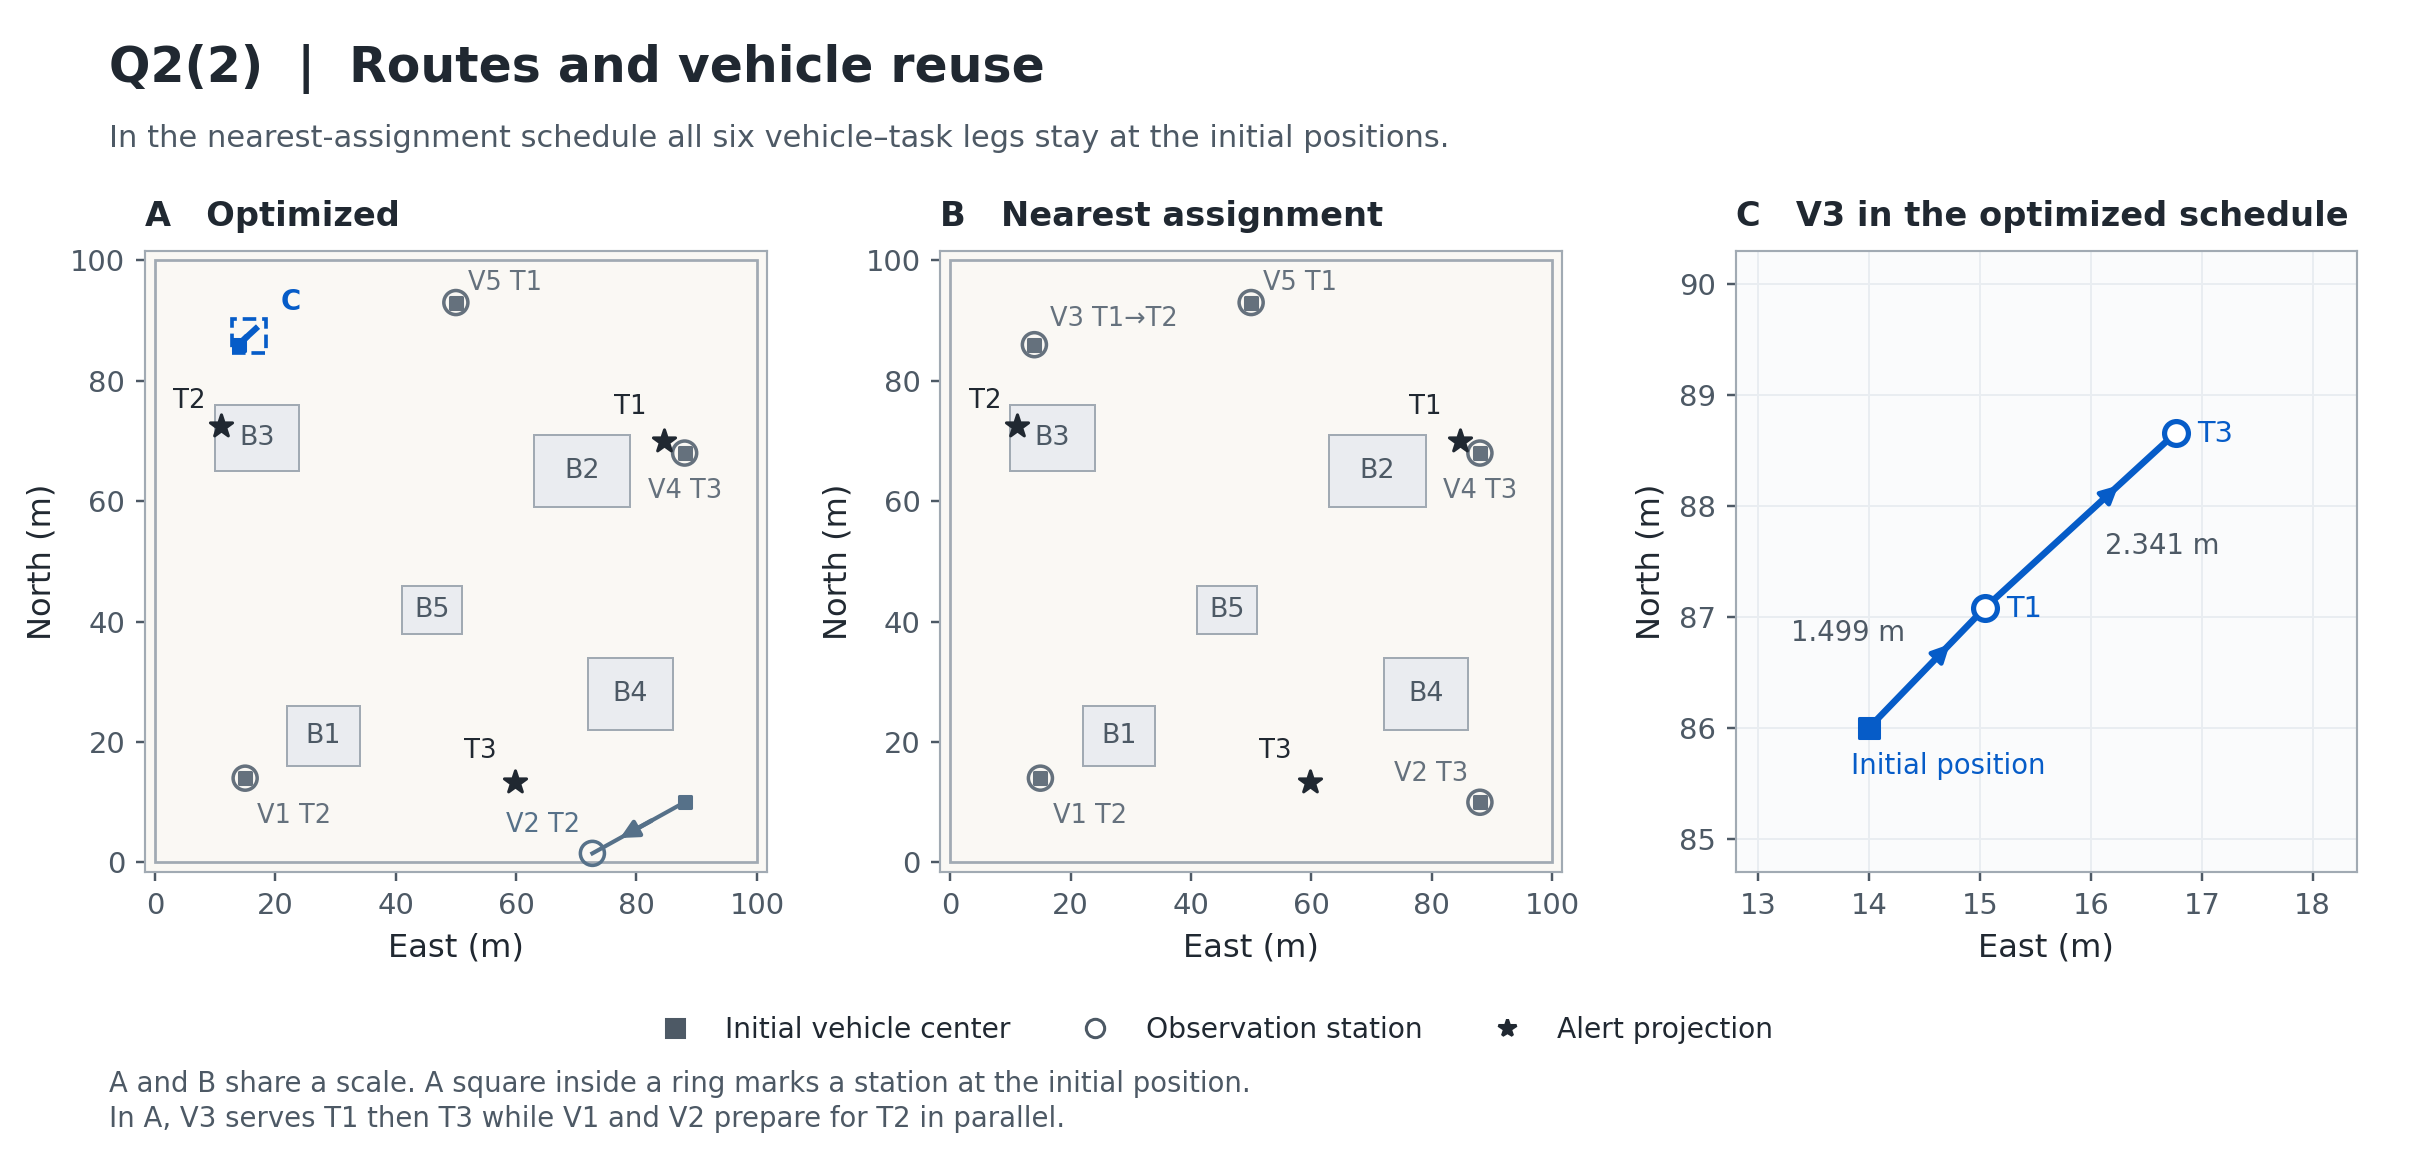 Q2(2) | Routes and vehicle reuse
In the nearest-assignment schedule all six vehicle–task legs stay at the initial positions.
A Optimized
100
80
60
40
20
0
0 20 40 60 80 100
North (m)
East (m)
C
V5 T1
T2
B3
T1
B2
V4 T3
B5
B4
B1
T3
V1 T2
V2 T2
B Nearest assignment
100
80
60
40
20
0
0 20 40 60 80 100
North (m)
East (m)
V5 T1
V3 T1→T2
T2
B3
T1
B2
V4 T3
B5
B4
B1
T3
V2 T3
V1 T2
C V3 in the optimized schedule
90
89
88
87
86
85
13 14 15 16 17 18
North (m)
East (m)
T3
2.341 m
T1
1.499 m
Initial position
Initial vehicle center
Observation station
Alert projection
A and B share a scale. A square inside a ring marks a station at the initial position.
In A, V3 serves T1 then T3 while V1 and V2 prepare for T2 in parallel.